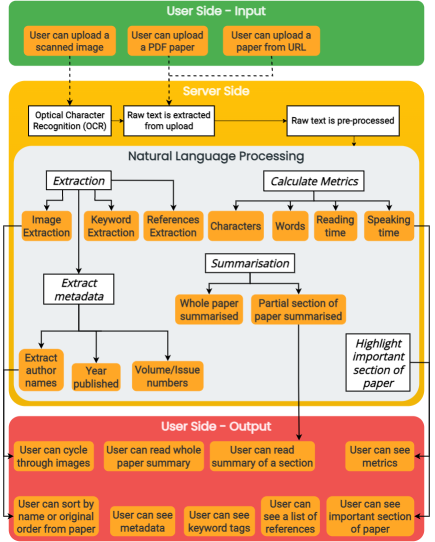 User Side - Input
User can upload a
scanned image
User can upload
a PDF paper
User can upload a
paper from URL
Server Side
Optical Character
Recognition (OCR)
Raw text is extracted
from upload
Raw text is pre-processed
Natural Language Processing
Extraction
Calculate Metrics
Image
Extraction
Keyword
Extraction
References
Extraction
Characters
Words
Reading
time
Speaking
time
Extract
metadata
Summarisation
Whole paper
summarised
Partial section of
paper summarised
Extract
author
names
Year
published
Volume/Issue
numbers
Highlight
important
section of
paper
User Side - Output
User can cycle
through images
User can read whole
paper summary
User can read
summary of a section
User can see
metrics
User can sort by
name or original
order from paper
User can see
metadata
User can see
keyword tags
User can
see a list of
references
User can see
important section
of paper